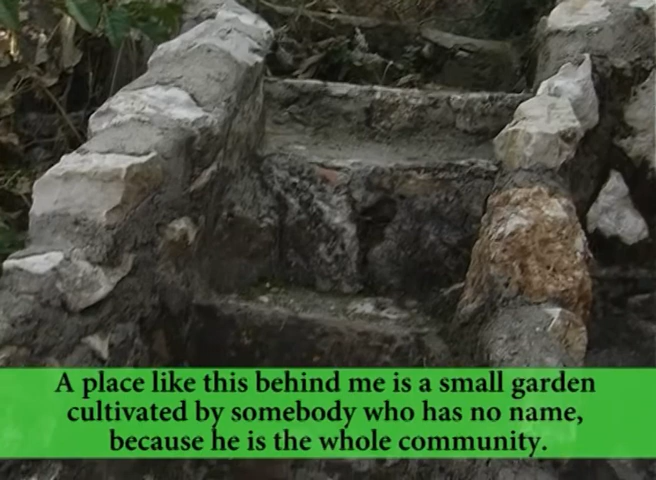 A place like this behind me is a small garden
cultivated by somebody who has no name,
because he is the whole community.